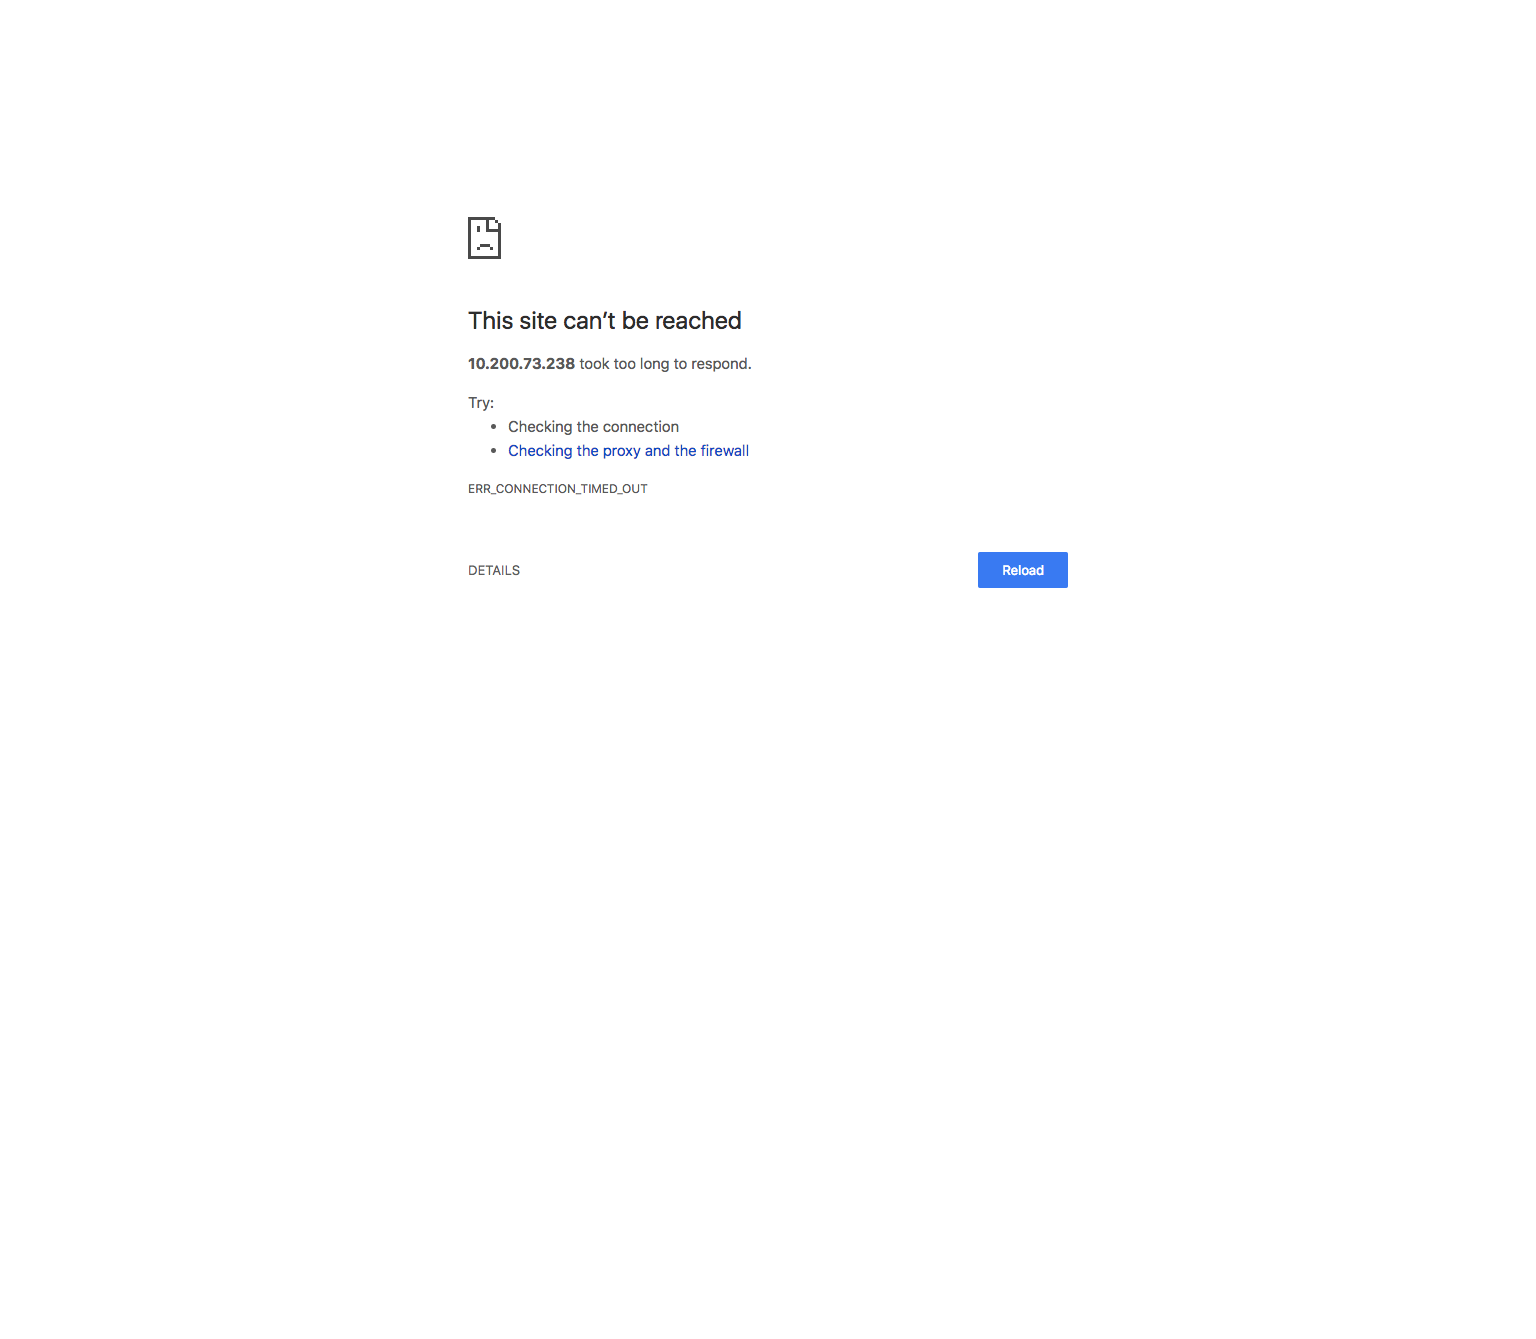 This site can’t be reached
10.200.73.238 took too long to respond.
Try:
Checking the connection
Checking the proxy and the firewall
ERR_CONNECTION_TIMED_OUT
DETAILS
Reload